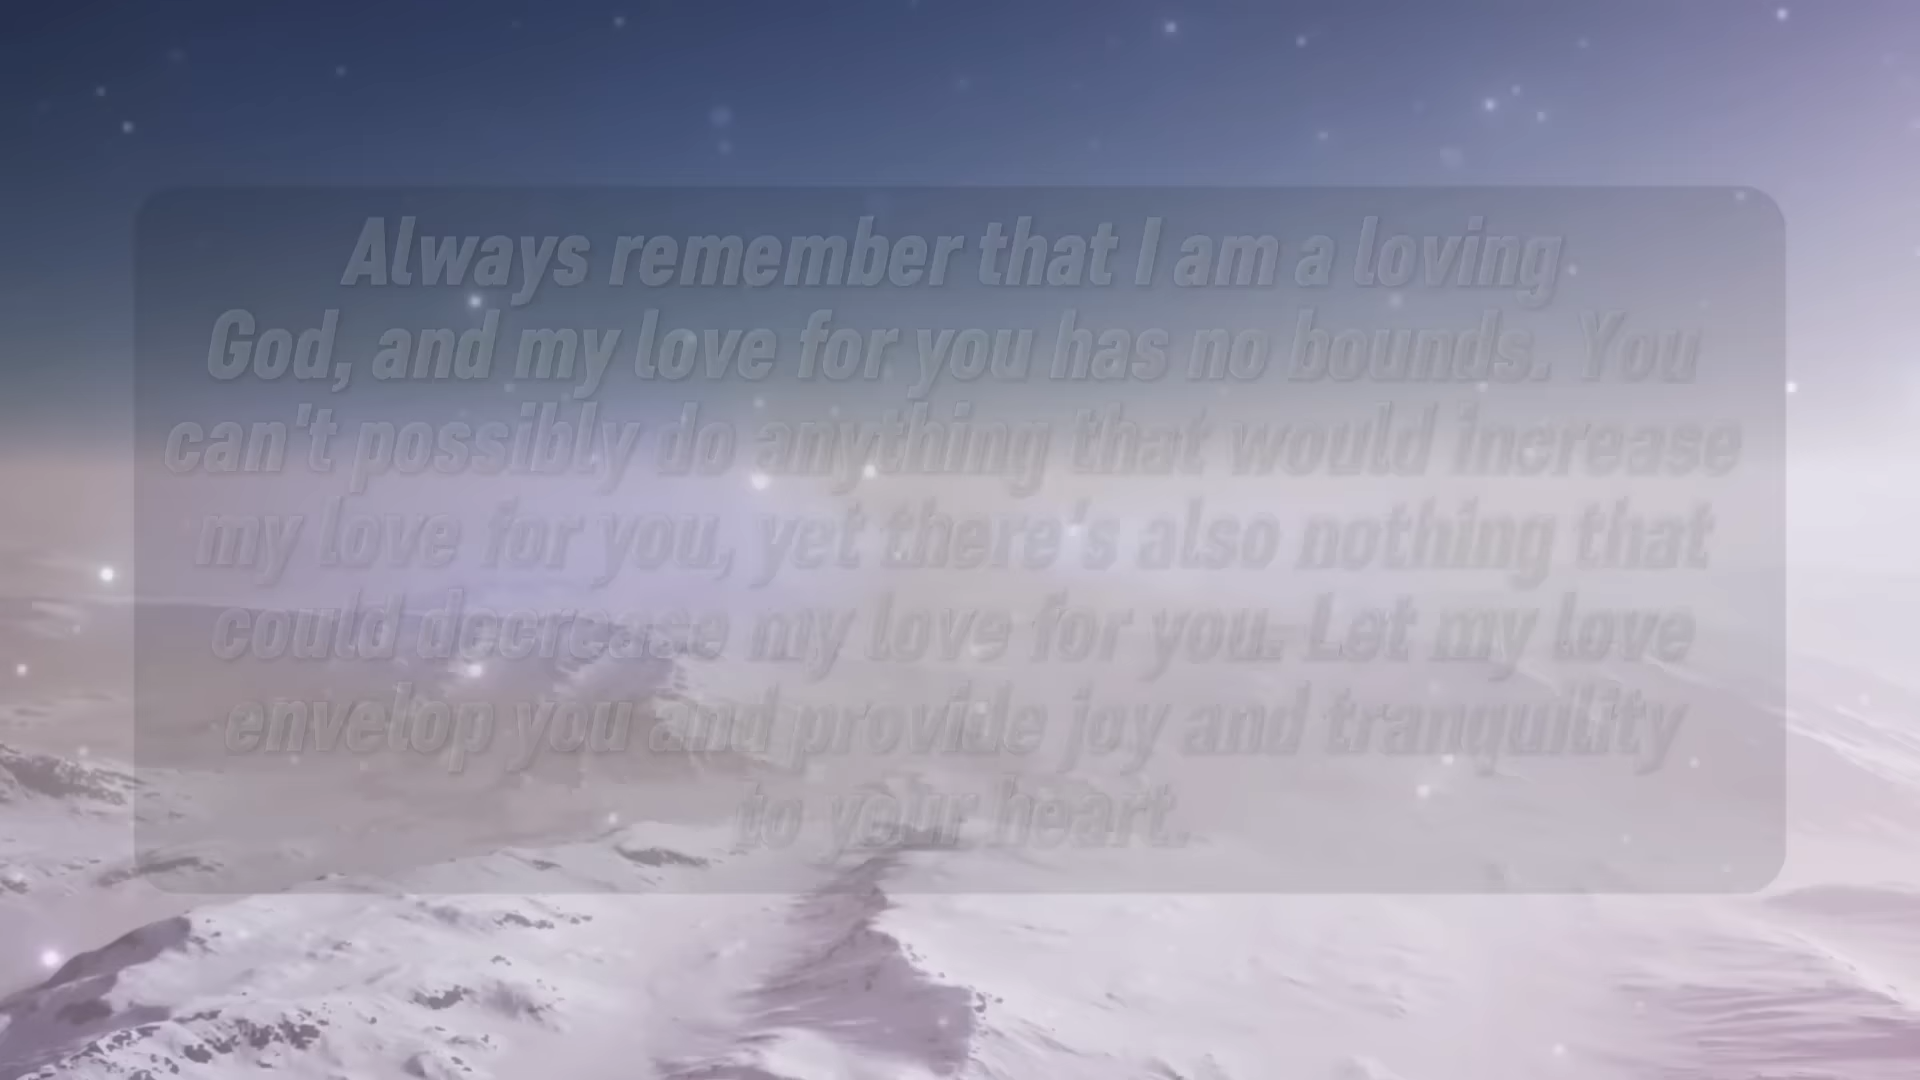 Always remember that I am a loving
God, and my love for you has no bounds. You
can't possibly do anything that would increase
my love for you, yet there's also nothing that
could decrease my love for you. Let my love
envelop you and provide joy and tranquility
to your heart.